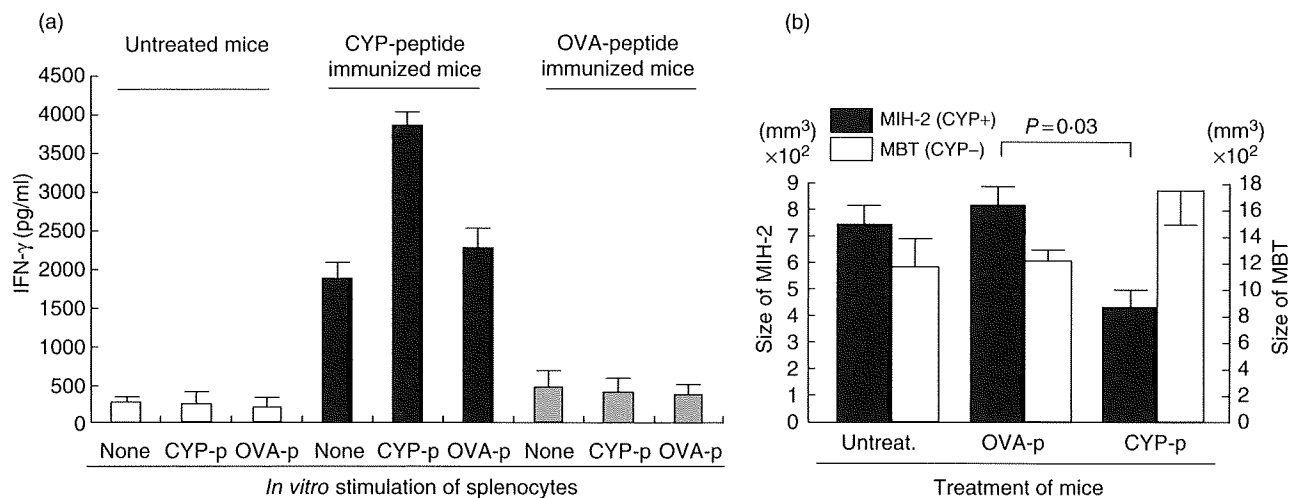 (a)
Untreated mice
CYP-peptide
immunized mice
OVA-peptide
immunized mice
IFN-γ (pg/ml)
4500
4000
3500
3000
2500
2000
1500
1000
500
0
None CYP-p OVA-p None CYP-p OVA-p None CYP-p OVA-p
In vitro stimulation of splenocytes
(b)
MIH-2 (CYP+)
MBT (CYP–)
P = 0·03
(mm³)
×10²
Size of MIH-2
9
8
7
6
5
4
3
2
1
0
(mm³)
×10²
18
16
14
12
10
8
6
4
2
0
Size of MBT
Untreat. OVA-p CYP-p
Treatment of mice